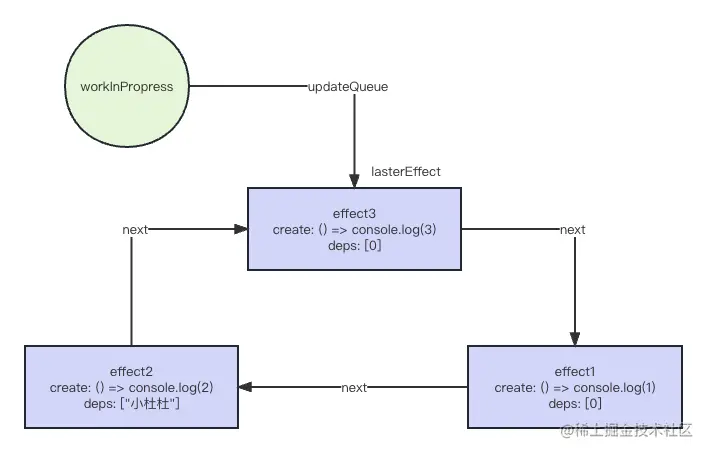 workInPropress
updateQueue
lasterEffect
effect3
create: () => console.log(3)
deps: [0]
next
next
effect2
create: () => console.log(2)
deps: ["小杜杜"]
next
effect1
create: () => console.log(1)
deps: [0]
@稀土掘金技术社区